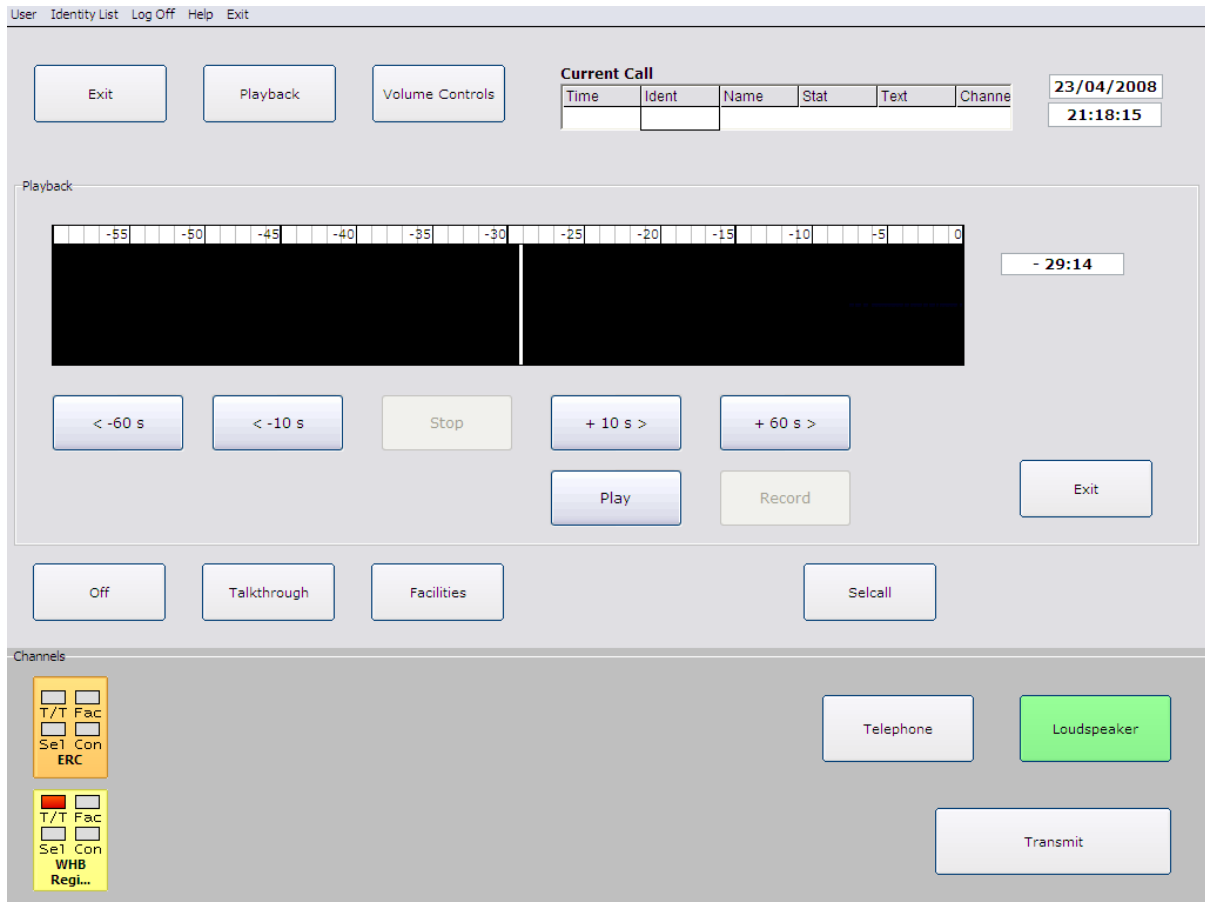 User Identity List Log Off Help Exit
Exit Playback Volume Controls
Current Call
Time Ident Name Stat Text Channe
23/04/2008
21:18:15
Playback
-55 -50 -45 -40 -35 -30 -25 -20 -15 -10 -5 0
- 29:14
< -60 s < -10 s Stop + 10 s > + 60 s >
Play Record Exit
Off Talkthrough Facilities Selcall
Channels
T/T Fac
Sel Con
ERC
Telephone Loudspeaker
T/T Fac
Sel Con
WHB
Regi...
Transmit